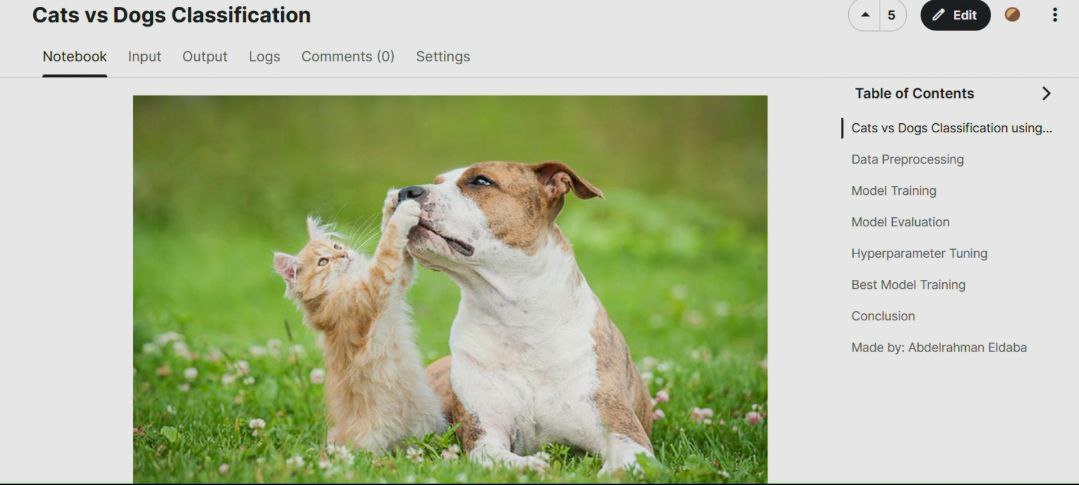 Cats vs Dogs Classification
5
Edit
Notebook
Input
Output
Logs
Comments (0)
Settings
Table of Contents
Cats vs Dogs Classification using...
Data Preprocessing
Model Training
Model Evaluation
Hyperparameter Tuning
Best Model Training
Conclusion
Made by: Abdelrahman Eldaba